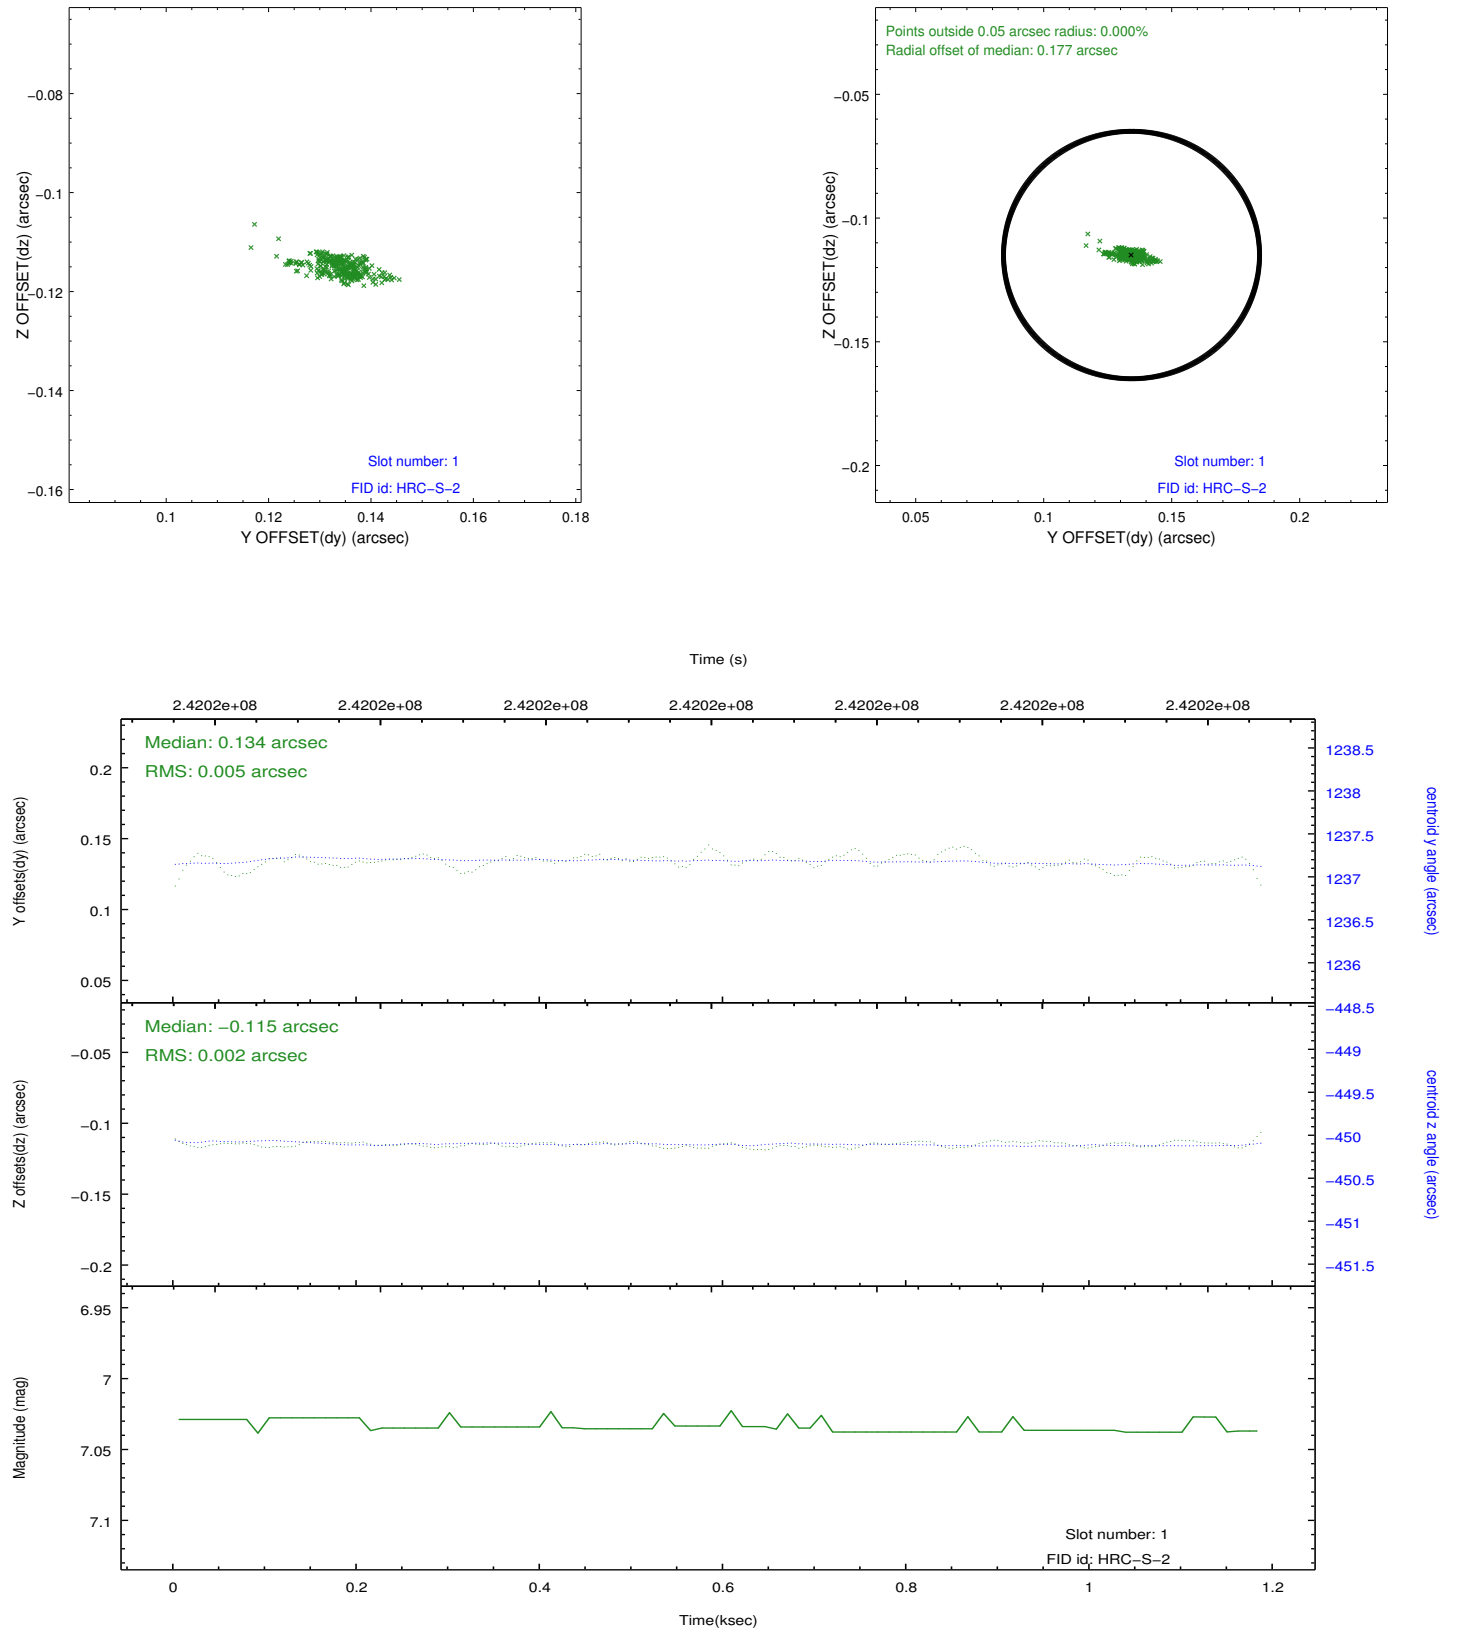 −0.08
−0.1
−0.12
−0.14
−0.16
Z OFFSET(dz) (arcsec)
Slot number: 1
FID id: HRC−S−2
0.1 0.12 0.14 0.16 0.18
Y OFFSET(dy) (arcsec)
Points outside 0.05 arcsec radius: 0.000%
Radial offset of median: 0.177 arcsec
−0.05
−0.1
−0.15
−0.2
Z OFFSET(dz) (arcsec)
Slot number: 1
FID id: HRC−S−2
0.05 0.1 0.15 0.2
Y OFFSET(dy) (arcsec)
Time (s)
2.4202e+08 2.4202e+08 2.4202e+08 2.4202e+08 2.4202e+08 2.4202e+08 2.4202e+08
Median: 0.134 arcsec
RMS: 0.005 arcsec
0.2
0.15
0.1
0.05
Y offsets(dy) (arcsec)
1238.5
1238
1237.5
1237
1236.5
1236
centroid y angle (arcsec)
Median: −0.115 arcsec
RMS: 0.002 arcsec
−0.05
−0.1
−0.15
−0.2
Z offsets(dz) (arcsec)
−448.5
−449
−449.5
−450
−450.5
−451
−451.5
centroid z angle (arcsec)
6.95
7
7.05
7.1
Magnitude (mag)
Slot number: 1
FID id: HRC−S−2
0 0.2 0.4 0.6 0.8 1 1.2
Time(ksec)